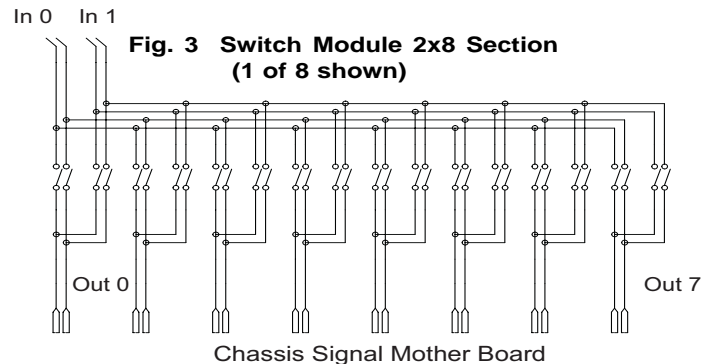 In 0 In 1
Fig. 3 Switch Module 2x8 Section
(1 of 8 shown)
Out 0 Out 7
Chassis Signal Mother Board